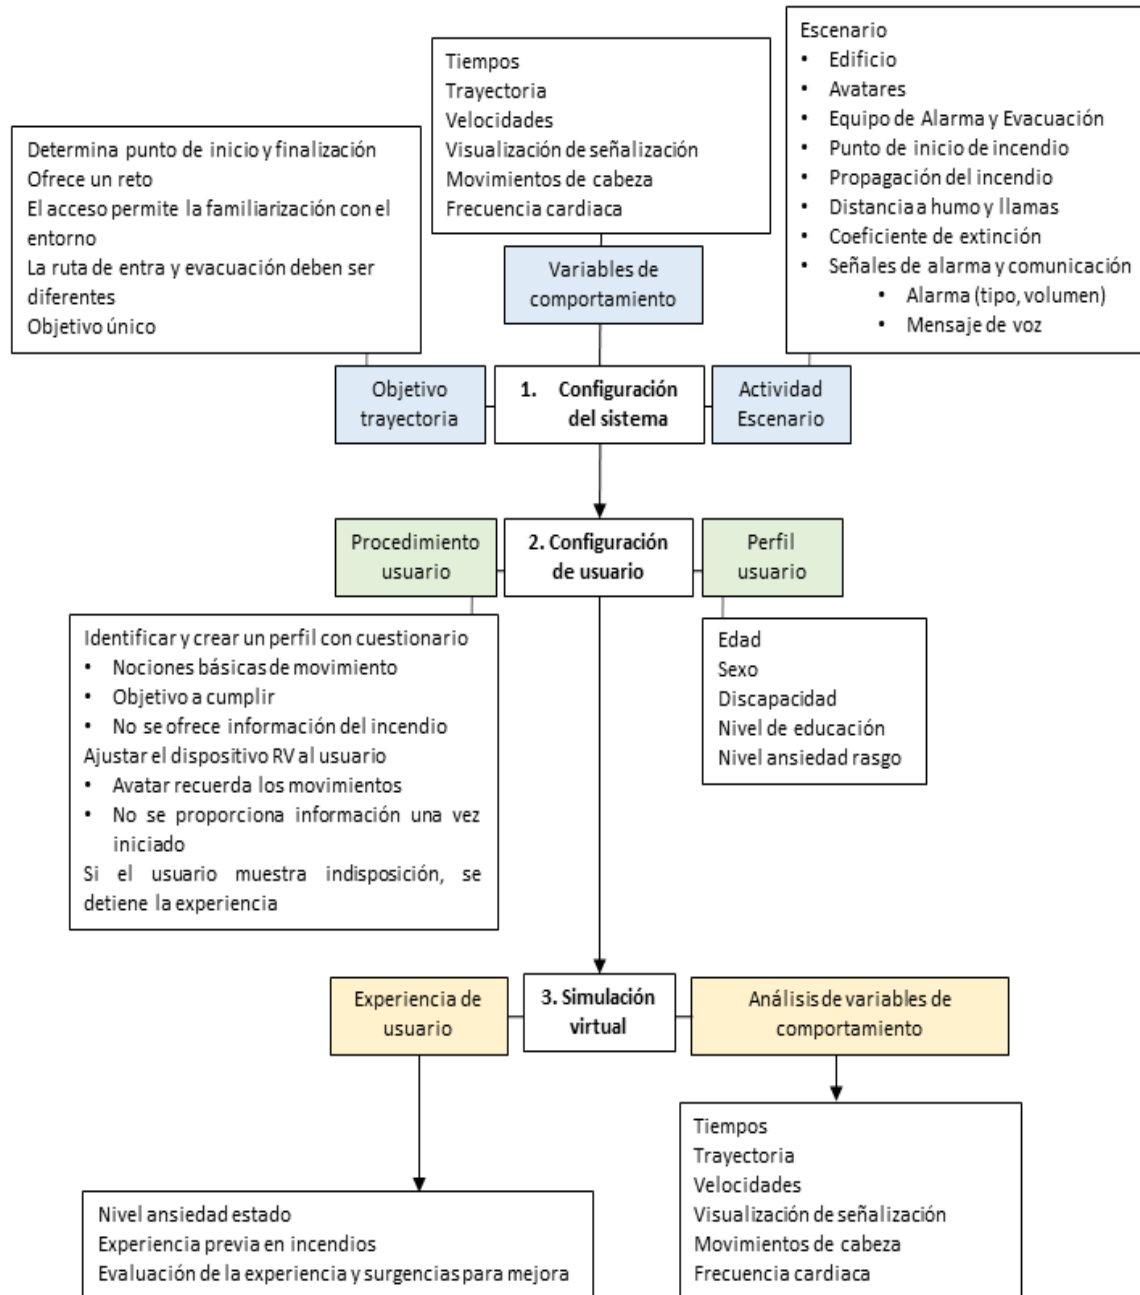 Tiempos
Trayectoria
Velocidades
Visualización de señalización
Movimientos de cabeza
Frecuencia cardiaca
Escenario
• Edificio
• Avatares
• Equipo de Alarma y Evacuación
• Punto de inicio de incendio
• Propagación del incendio
• Distancia a humo y llamas
• Coeficiente de extinción
• Señales de alarma y comunicación
• Alarma (tipo, volumen)
• Mensaje de voz
Determina punto de inicio y finalización
Ofrece un reto
El acceso permite la familiarización con el
entorno
La ruta de entra y evacuación deben ser
diferentes
Objetivo único
Variables de
comportamiento
Objetivo
trayectoria
1. Configuración
del sistema
Actividad
Escenario
Procedimiento
usuario
2. Configuración
de usuario
Perfil
usuario
Identificar y crear un perfil con cuestionario
• Nociones básicas de movimiento
• Objetivo a cumplir
• No se ofrece información del incendio
Ajustar el dispositivo RV al usuario
• Avatar recuerda los movimientos
• No se proporciona información una vez
iniciado
Si el usuario muestra indisposición, se
detiene la experiencia
Edad
Sexo
Discapacidad
Nivel de educación
Nivel ansiedad rasgo
Experiencia de
usuario
3. Simulación
virtual
Análisis de variables de
comportamiento
Nivel ansiedad estado
Experiencia previa en incendios
Evaluación de la experiencia y surgencias para mejora
Tiempos
Trayectoria
Velocidades
Visualización de señalización
Movimientos de cabeza
Frecuencia cardiaca